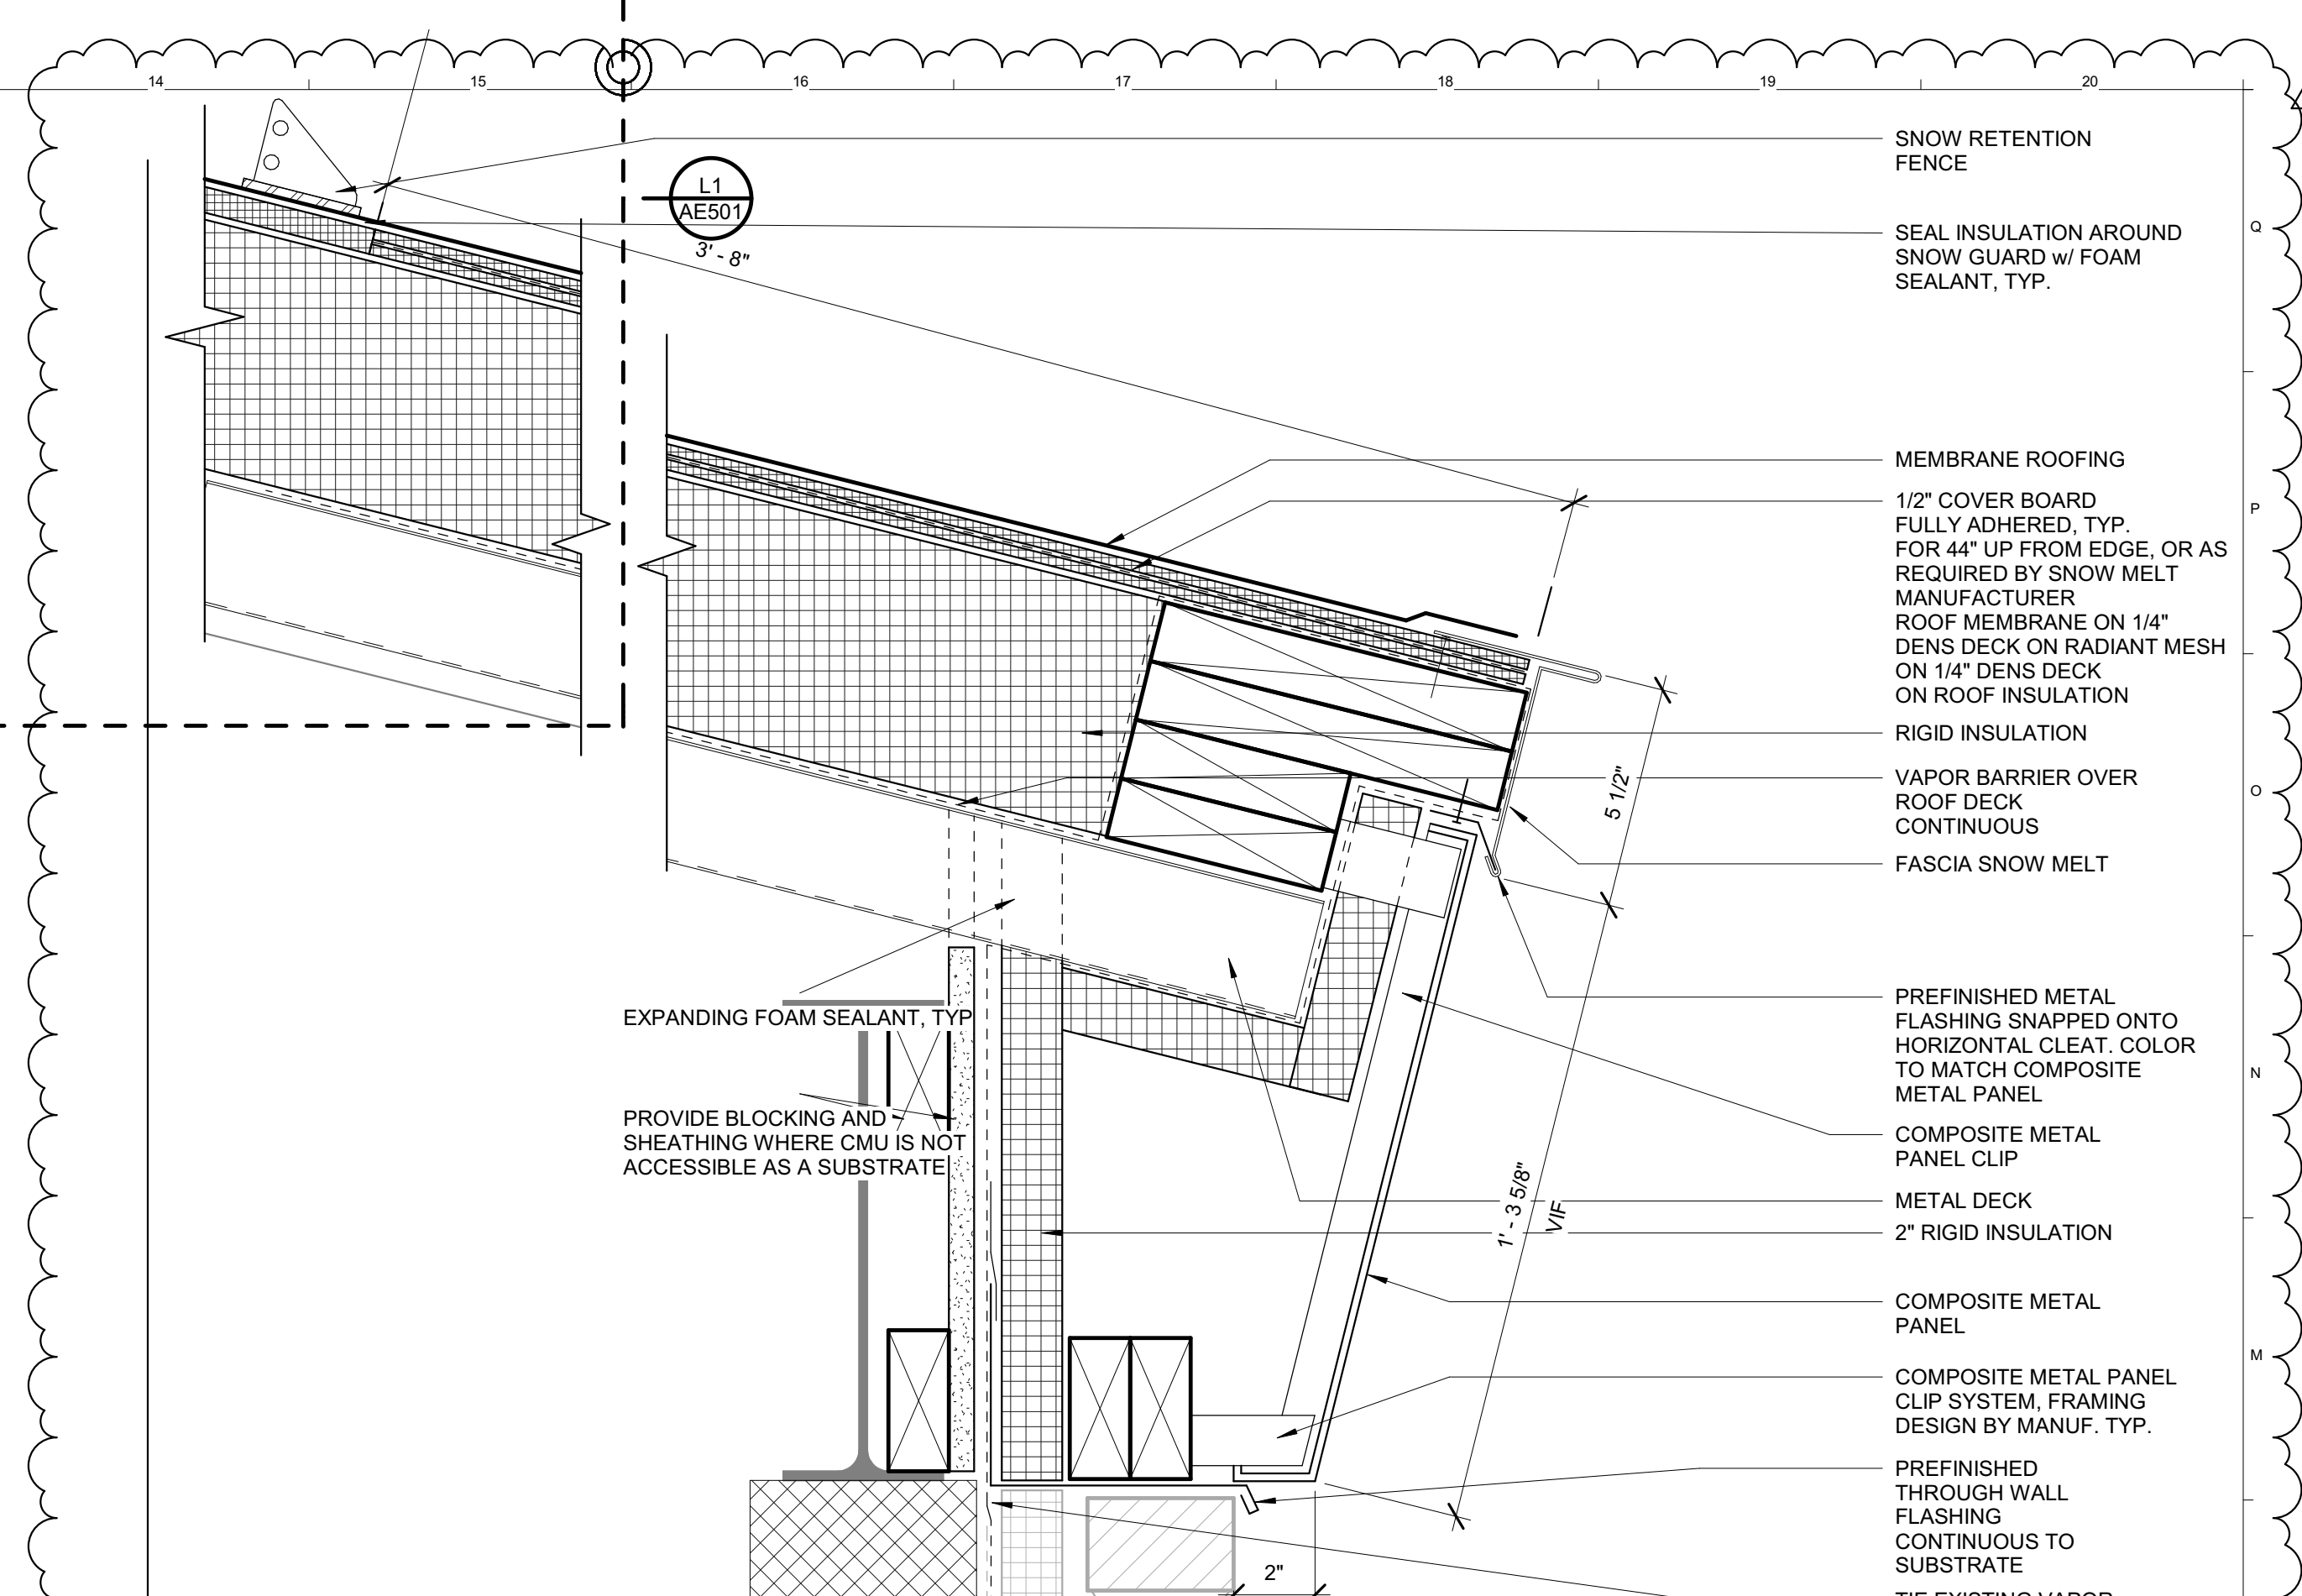 14
15
16
17
18
19
20
L1
AE501
3' - 8"
SNOW RETENTION
FENCE
SEAL INSULATION AROUND
SNOW GUARD w/ FOAM
SEALANT, TYP.
Q
MEMBRANE ROOFING
1/2" COVER BOARD
FULLY ADHERED, TYP.
FOR 44" UP FROM EDGE, OR AS
REQUIRED BY SNOW MELT
MANUFACTURER
ROOF MEMBRANE ON 1/4"
DENS DECK ON RADIANT MESH
ON 1/4" DENS DECK
ON ROOF INSULATION
P
RIGID INSULATION
VAPOR BARRIER OVER
ROOF DECK
CONTINUOUS
O
5 1/2"
FASCIA SNOW MELT
PREFINISHED METAL
FLASHING SNAPPED ONTO
HORIZONTAL CLEAT. COLOR
TO MATCH COMPOSITE
METAL PANEL
N
EXPANDING FOAM SEALANT, TYP
PROVIDE BLOCKING AND
SHEATHING WHERE CMU IS NOT
ACCESSIBLE AS A SUBSTRATE
COMPOSITE METAL
PANEL CLIP
METAL DECK
2" RIGID INSULATION
1' - 3 5/8"
VIF
COMPOSITE METAL
PANEL
M
COMPOSITE METAL PANEL
CLIP SYSTEM, FRAMING
DESIGN BY MANUF. TYP.
PREFINISHED
THROUGH WALL
FLASHING
CONTINUOUS TO
SUBSTRATE
2"
TIE EXISTING VAPOR